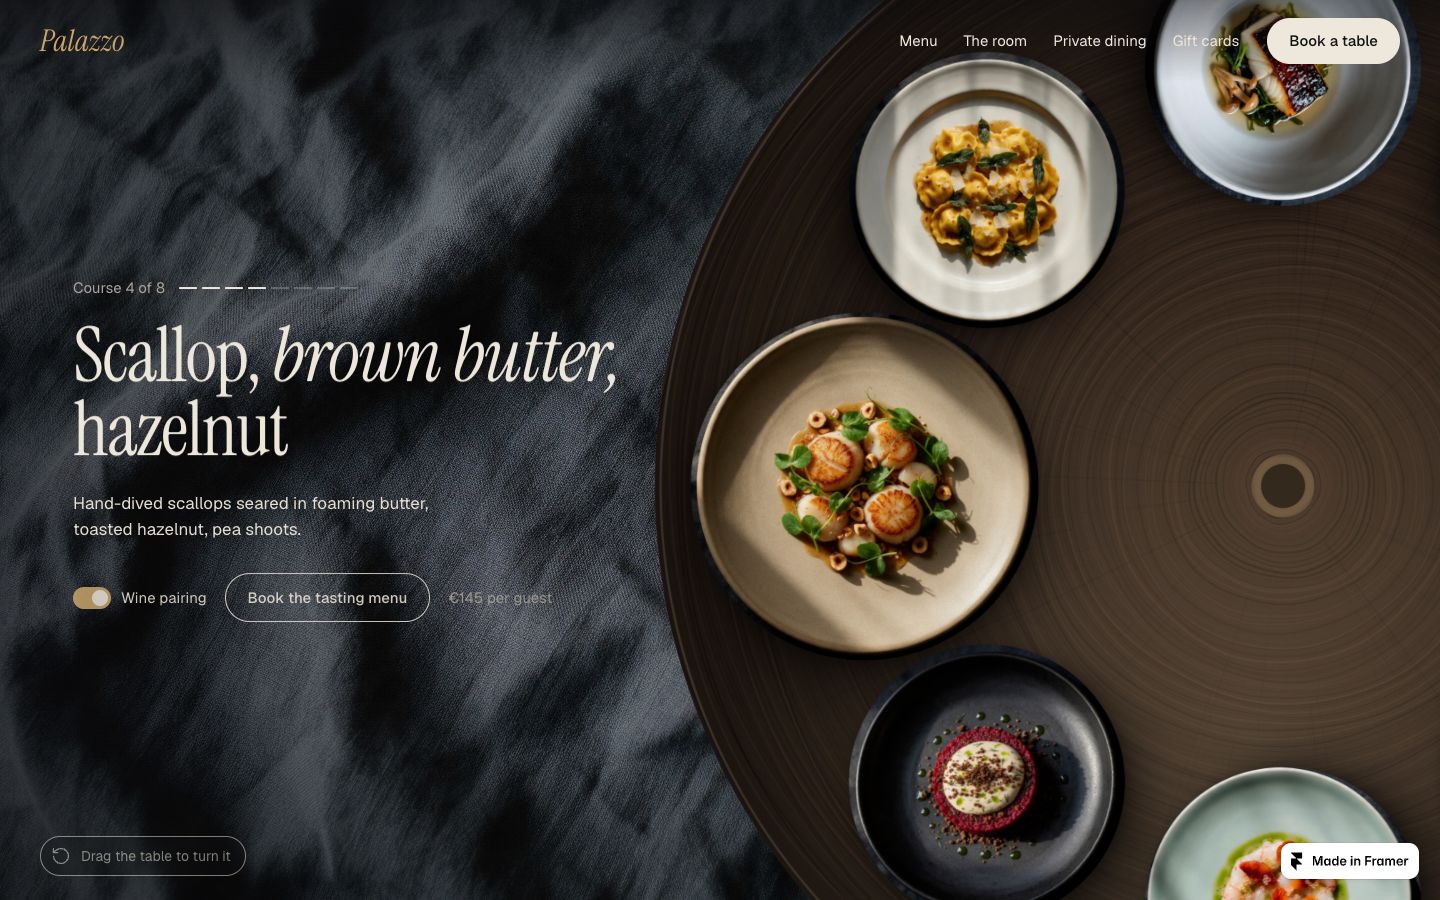 Palazzo
Menu
The room
Private dining
Gift cards
Book a table
Course 4 of 8
Scallop, brown butter,
hazelnut
Hand-dived scallops seared in foaming butter,
toasted hazelnut, pea shoots.
Wine pairing
Book the tasting menu
€145 per guest
Drag the table to turn it
Made in Framer